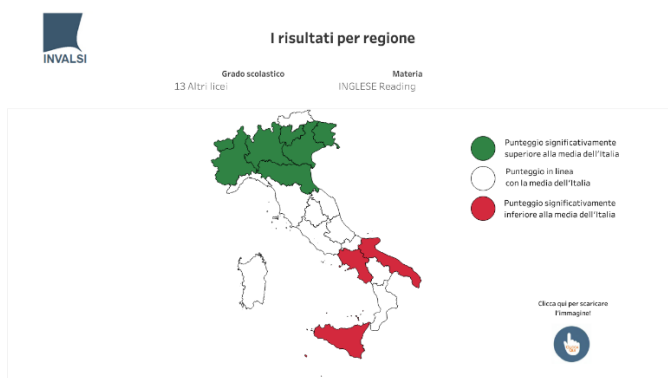 INVALSI
I risultati per regione
Grado scolastico
Materia
13 Altri licei
INGLESE Reading
Punteggio significativamente
superiore alla media dell'Italia
Punteggio in linea
con la media dell'Italia
Punteggio significativamente
inferiore alla media dell'Italia
Clicca qui per scaricare
l'immagine!